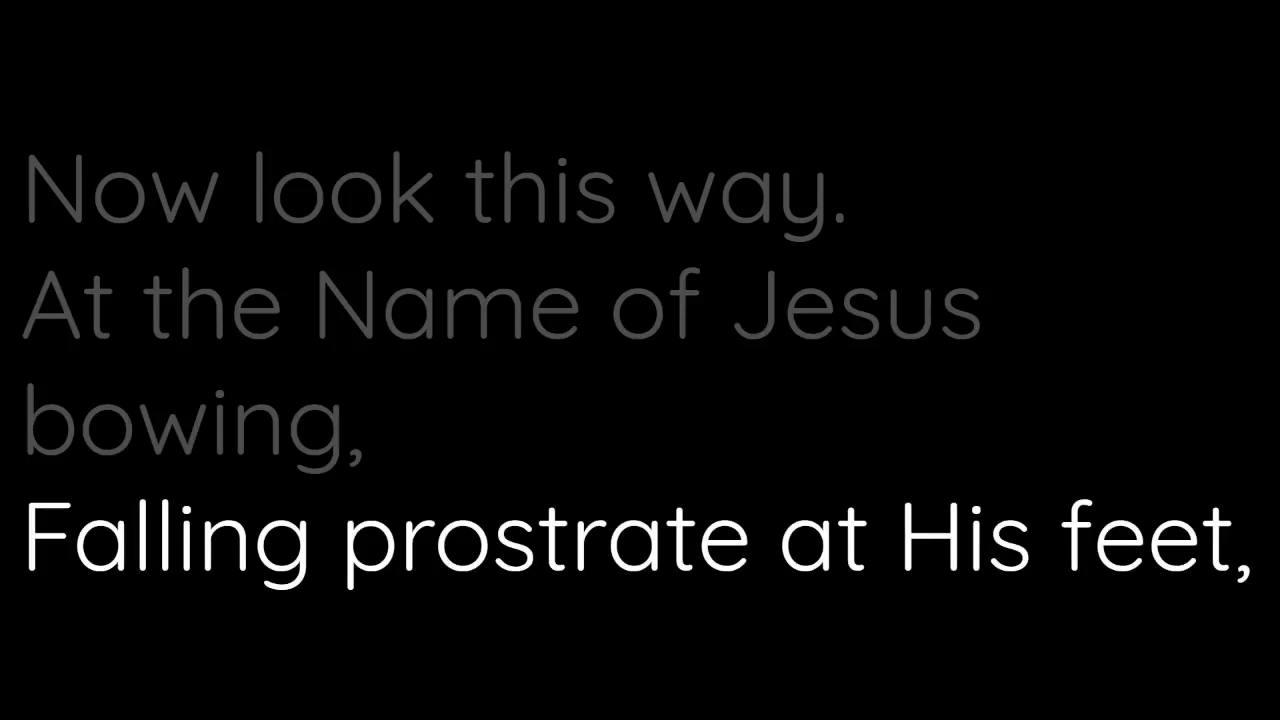 Now look this way.
At the Name of Jesus
bowing,
Falling prostrate at His feet,